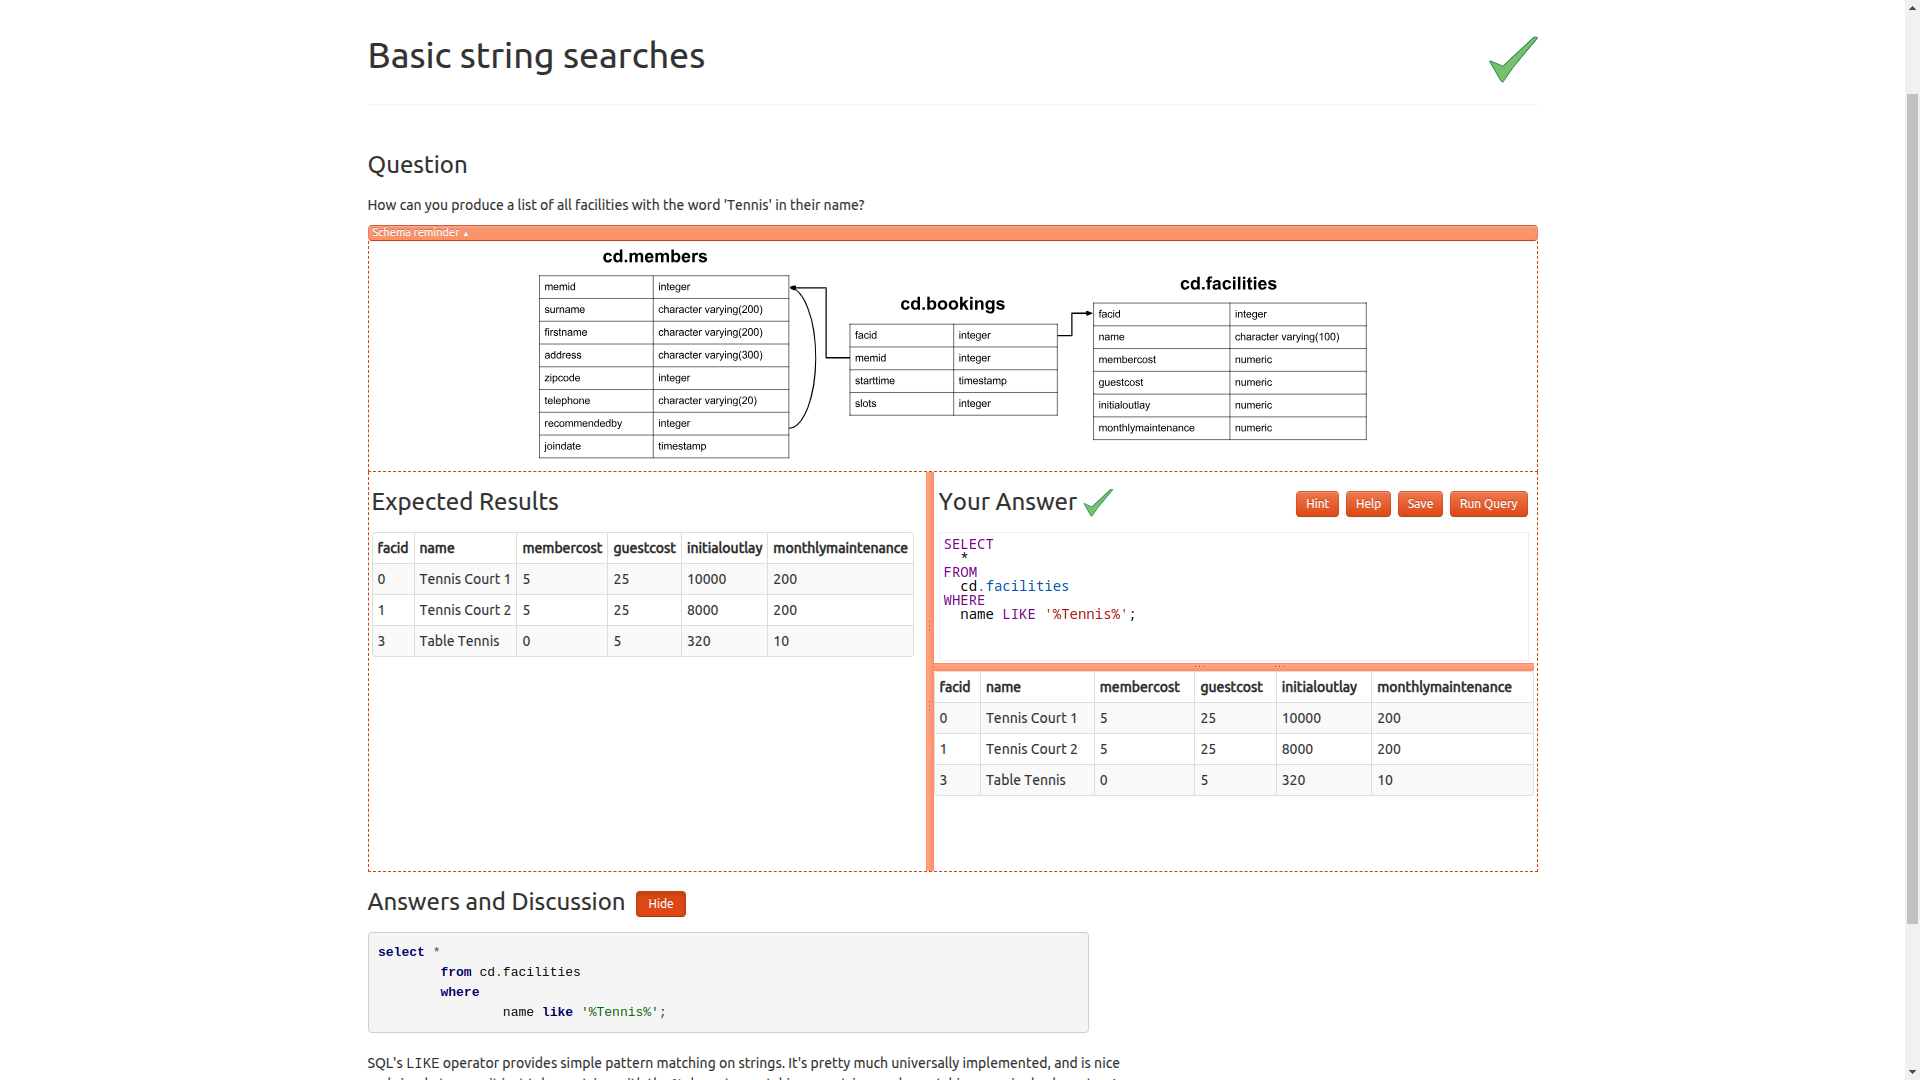 Basic string searches
Question
How can you produce a list of all facilities with the word 'Tennis' in their name?
Schema reminder ▴
cd.members
memid integer
surname character varying(200)
firstname character varying(200)
address character varying(300)
zipcode integer
telephone character varying(20)
recommendedby integer
joindate timestamp
cd.bookings
facid integer
memid integer
starttime timestamp
slots integer
cd.facilities
facid integer
name character varying(100)
membercost numeric
guestcost numeric
initialoutlay numeric
monthlymaintenance numeric
Expected Results
facid name membercost guestcost initialoutlay monthlymaintenance
0 Tennis Court 1 5 25 10000 200
1 Tennis Court 2 5 25 8000 200
3 Table Tennis 0 5 320 10
Your Answer
Hint Help Save Run Query
SELECT
*
FROM
cd.facilities
WHERE
name LIKE '%Tennis%';
facid name membercost guestcost initialoutlay monthlymaintenance
0 Tennis Court 1 5 25 10000 200
1 Tennis Court 2 5 25 8000 200
3 Table Tennis 0 5 320 10
Answers and Discussion Hide
select *
from cd.facilities
where
name like '%Tennis%';
SQL's LIKE operator provides simple pattern matching on strings. It's pretty much universally implemented, and is nice